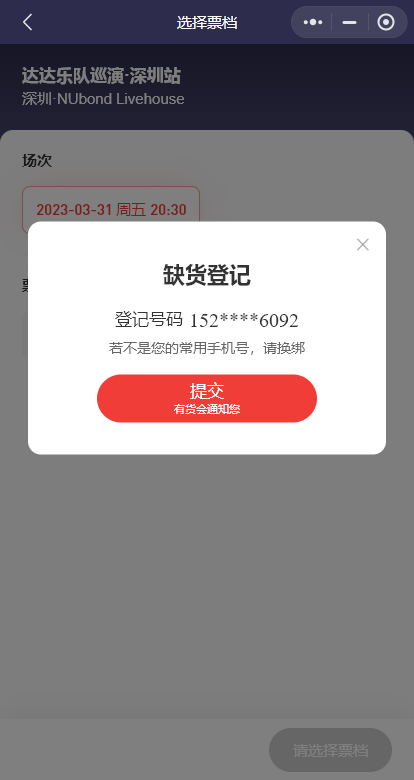 选择票档
达达乐队巡演·深圳站
深圳·NUbond Livehouse
场次
2023-03-31 周五 20:30
缺货登记
登记号码 152****6092
若不是您的常用手机号，请换绑
提交
有货会通知您
请选择票档